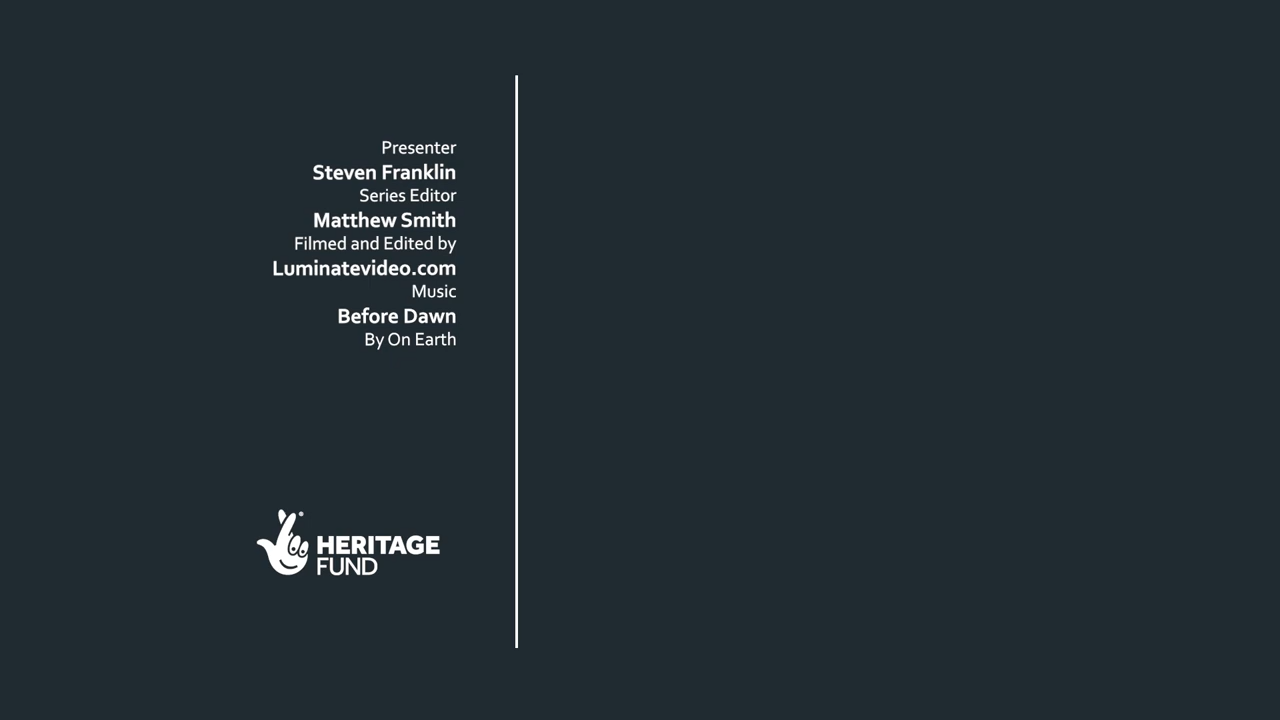 Presenter
Steven Franklin
Series Editor
Matthew Smith
Filmed and Edited by
Luminatevideo.com
Music
Before Dawn
By On Earth
HERITAGE
FUND